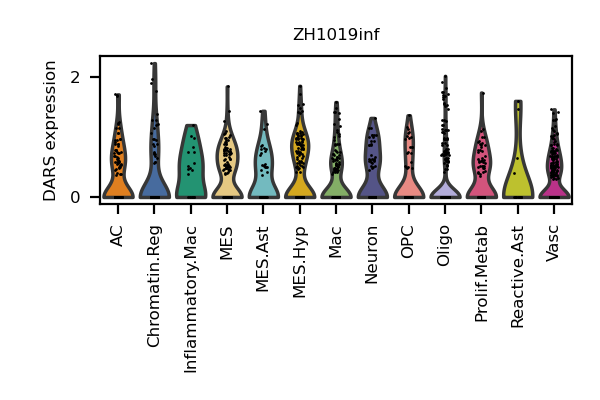 ZH1019inf
DARS expression
2
0
AC
Chromatin.Reg
Inflammatory.Mac
MES
MES.Ast
MES.Hyp
Mac
Neuron
OPC
Oligo
Prolif.Metab
Reactive.Ast
Vasc